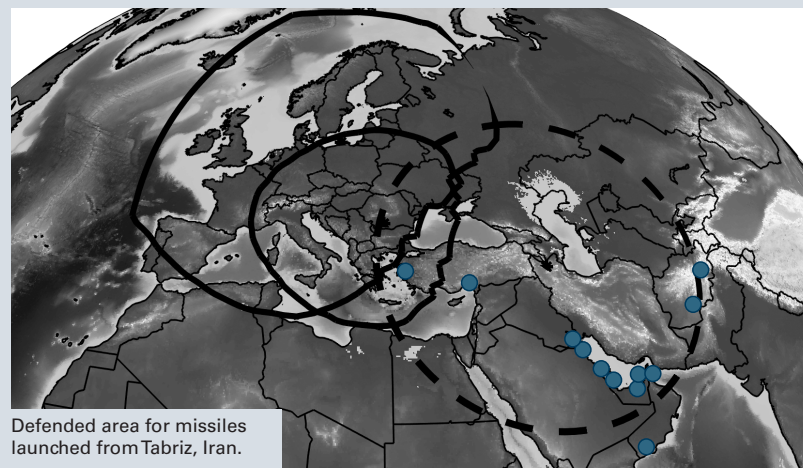 Defended area for missiles
launched from Tabriz, Iran.